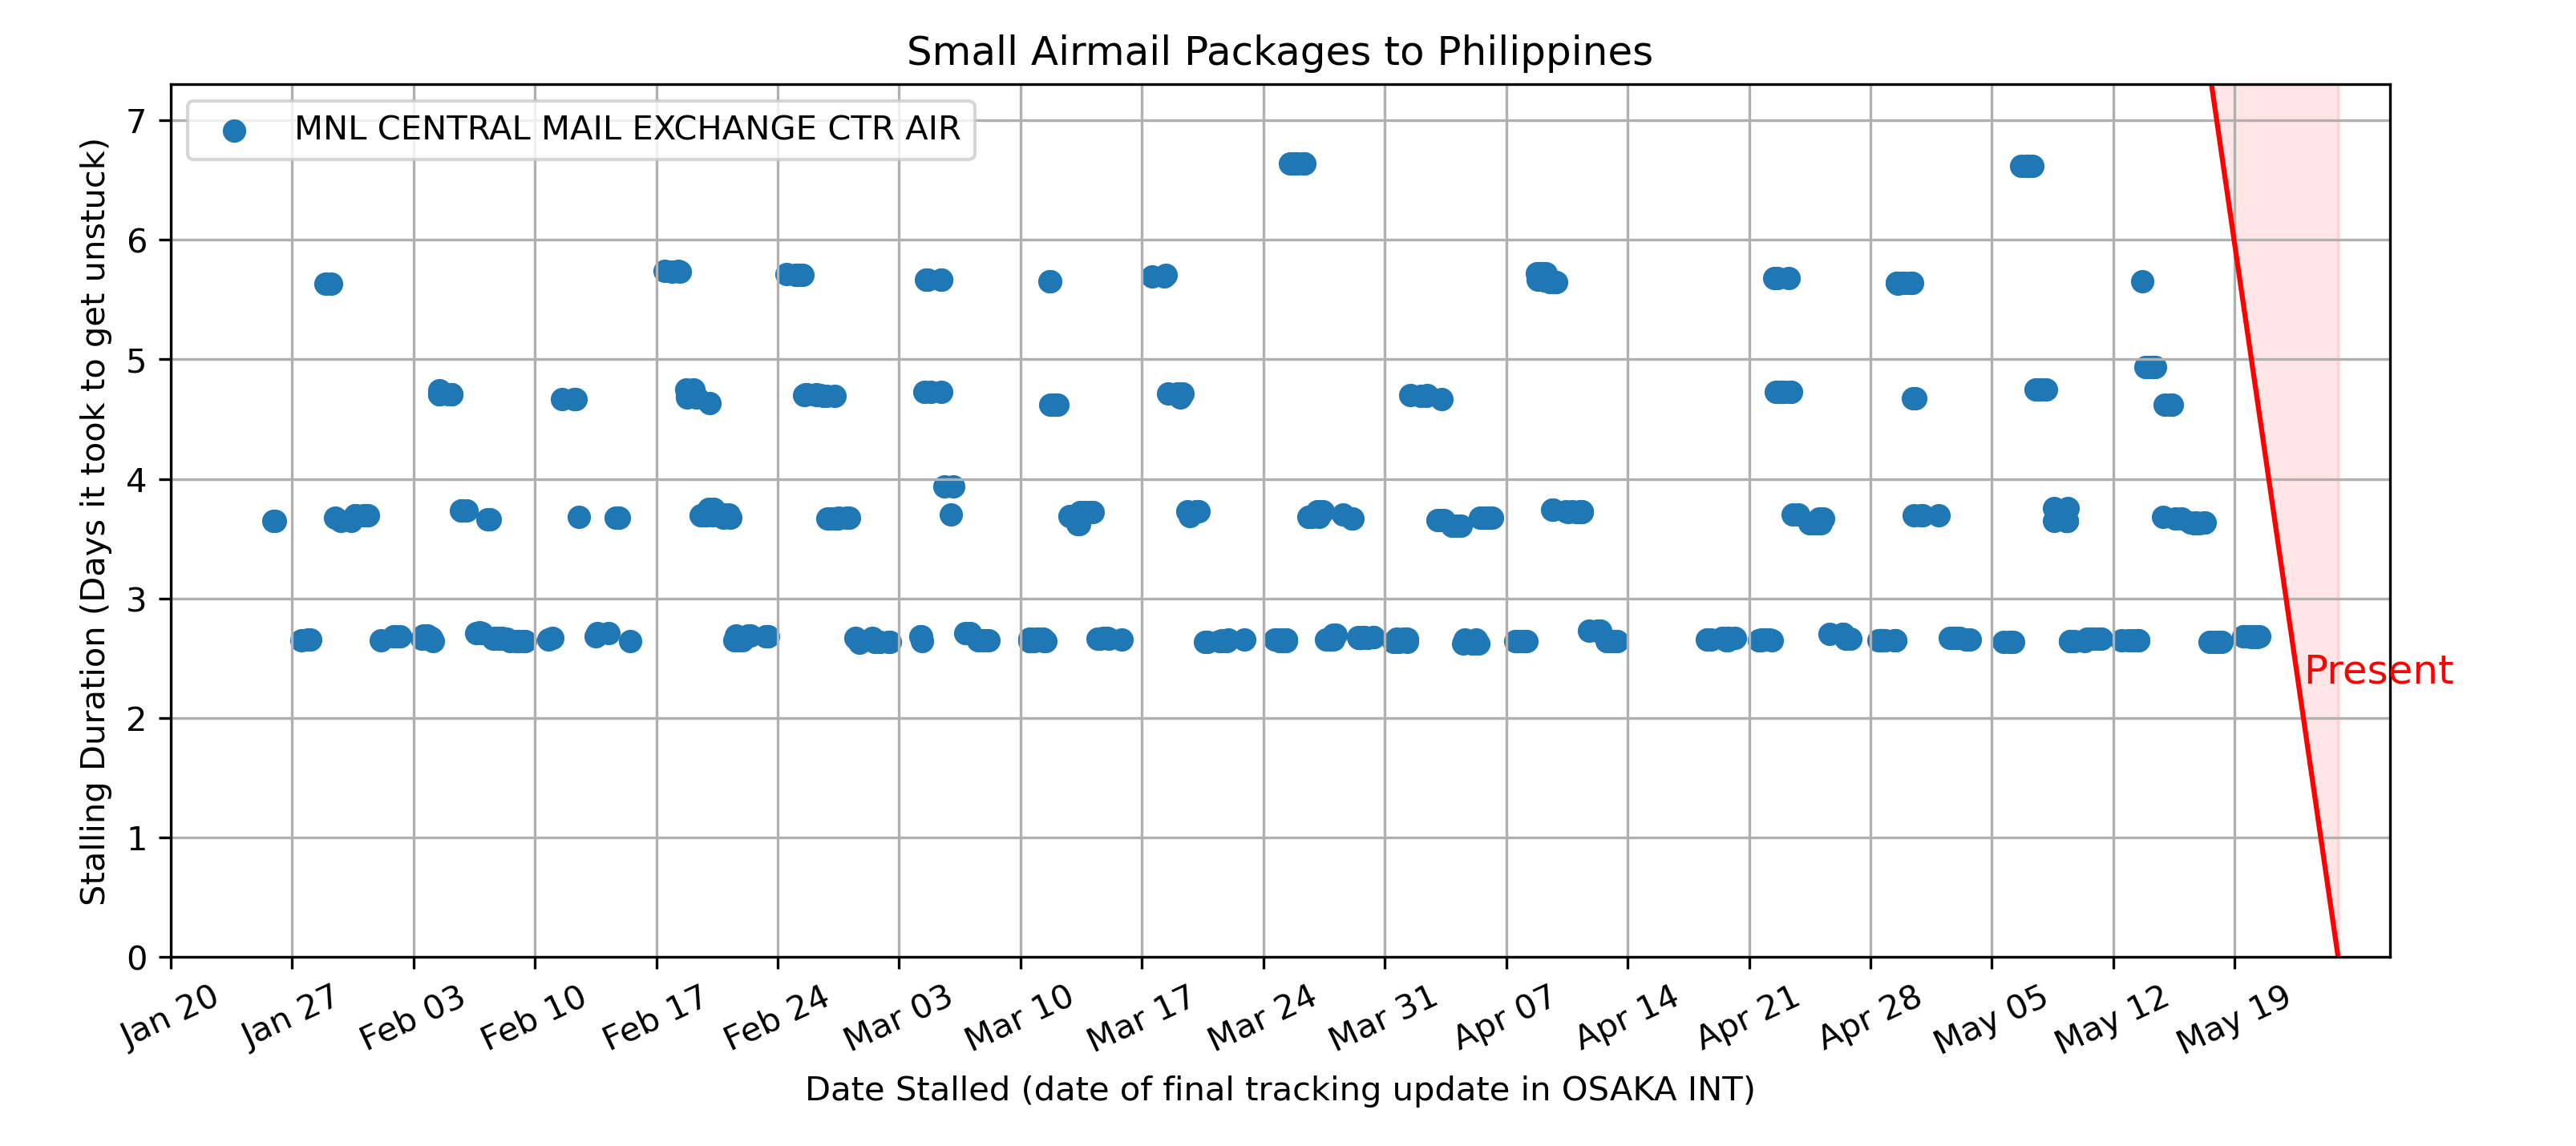 Small Airmail Packages to Philippines
MNL CENTRAL MAIL EXCHANGE CTR AIR
Stalling Duration (Days it took to get unstuck)
7
6
5
4
3
2
1
0
Present
Jan 20
Jan 27
Feb 03
Feb 10
Feb 17
Feb 24
Mar 03
Mar 10
Mar 17
Mar 24
Mar 31
Apr 07
Apr 14
Apr 21
Apr 28
May 05
May 12
May 19
Date Stalled (date of final tracking update in OSAKA INT)